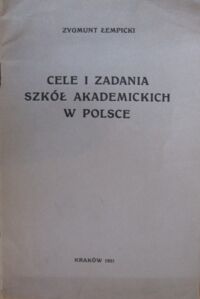 ZYGMUNT ŁEMPICKI
CELE I ZADANIA
SZKÓŁ AKADEMICKICH
W POLSCE
KRAKÓW 1931